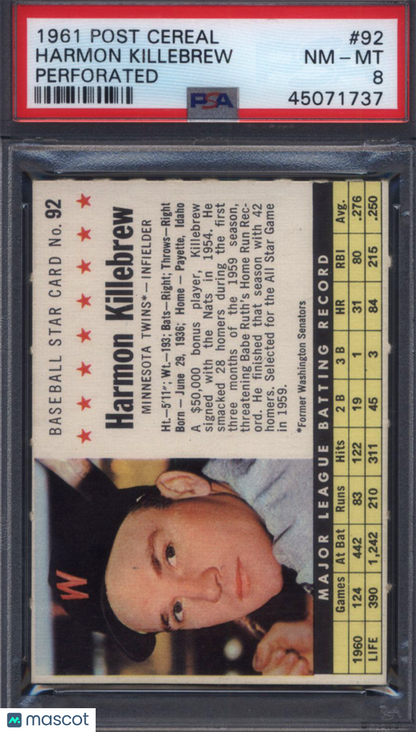 1961 POST CEREAL #92
HARMON KILLEBREW NM - MT
PERFORATED 8
PSA 45071737
BASEBALL STAR CARD No. 92
Harmon Killebrew
MINNESOTA TWINS*—INFIELDER
Ht.—5'11"; Wt.—193; Bats—Right; Throws—Right
Born—June 29, 1936; Home—Payette, Idaho
A $50,000 bonus player, Killebrew
signed with the Nats in 1954. He
smacked 28 homers during the first
three months of the 1959 season,
threatening Babe Ruth's Home Run Rec-
ord. He finished that season with 42
homers. Selected for the All Star Game
in 1959.
*Former Washington Senators
W
MAJOR LEAGUE BATTING RECORD
Games At Bat Runs Hits 2 B 3 B HR RBI Avg.
1960 124 442 83 122 19 1 31 80 .276
LIFE 390 1,242 210 311 45 3 84 215 .250
mascot